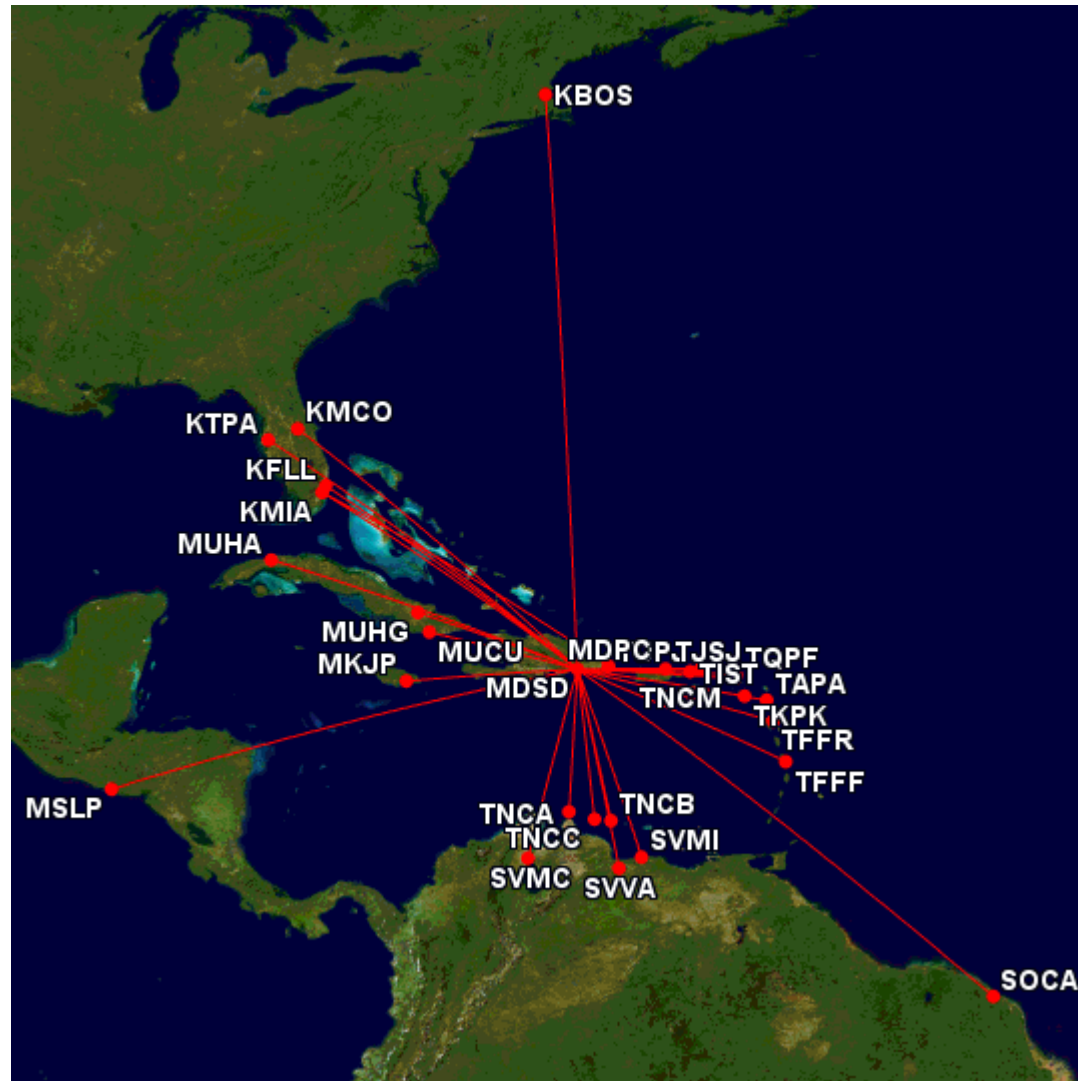 KBOS
KMCO
KTPA
KFLL
KMIA
MUHA
MUHG
MUCU
MKJP
MDSD
TJSJ
TQPF
TIST
TAPA
TNCM
TKPK
TFFR
TFFF
MSLP
TNCA
TNCB
TNCC
SVMI
SVMC
SVVA
SOCA